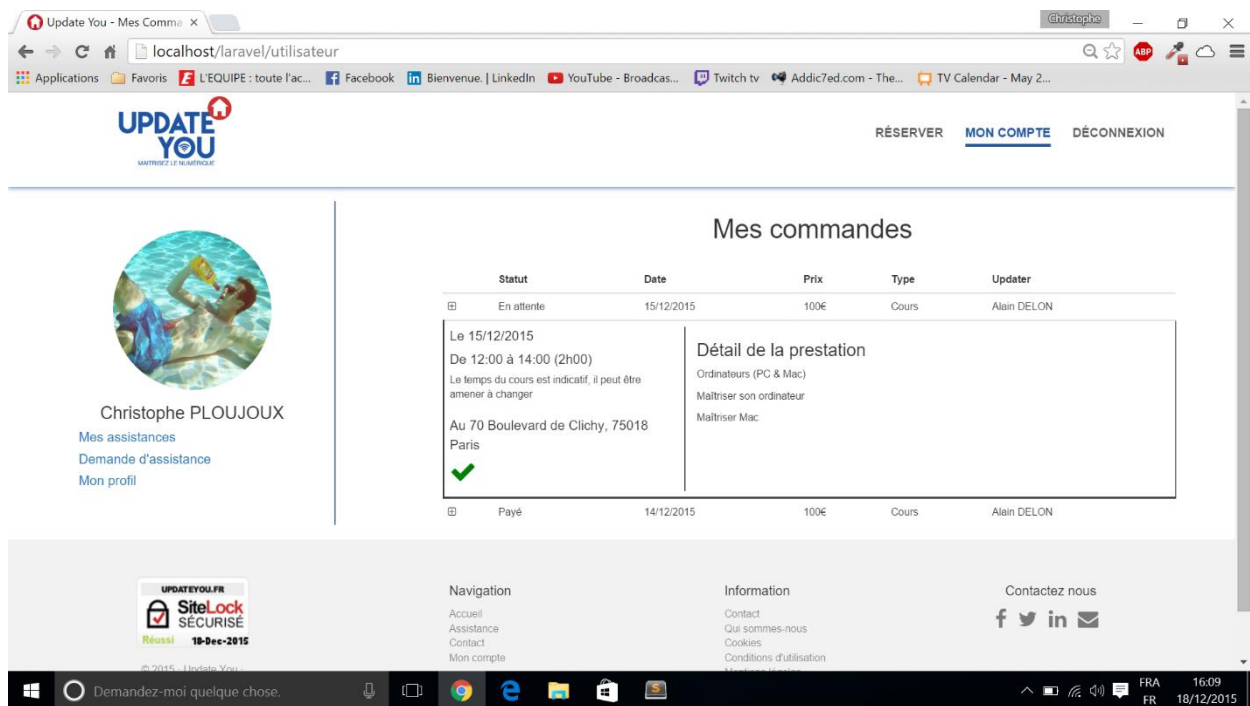 Update You - Mes Comma
Christophe
localhost/laravel/utilisateur
ABP
Applications Favoris L'EQUIPE : toute l'ac... Facebook Bienvenue. | LinkedIn YouTube - Broadcas... Twitch tv Addic7ed.com - The... TV Calendar - May 2...
UPDATE
YOU
MAITRISEZ LE NUMÉRIQUE
RÉSERVER MON COMPTE DÉCONNEXION
Christophe PLOUJOUX
Mes assistances
Demande d'assistance
Mon profil
Mes commandes
Statut Date Prix Type Updater
En attente 15/12/2015 100€ Cours Alain DELON
Le 15/12/2015
De 12:00 à 14:00 (2h00)
Le temps du cours est indicatif, il peut être
amener à changer
Au 70 Boulevard de Clichy, 75018
Paris
Détail de la prestation
Ordinateurs (PC & Mac)
Maîtriser son ordinateur
Maîtriser Mac
Payé 14/12/2015 100€ Cours Alain DELON
UPDATEYOU.FR
SiteLock
SÉCURISÉ
Réussi 18-Dec-2015
© 2015 - Update You -
Navigation
Accueil
Assistance
Contact
Mon compte
Information
Contact
Qui sommes-nous
Cookies
Conditions d'utilisation
Mentions légales
Contactez nous
Demandez-moi quelque chose.
FRA
FR
16:09
18/12/2015